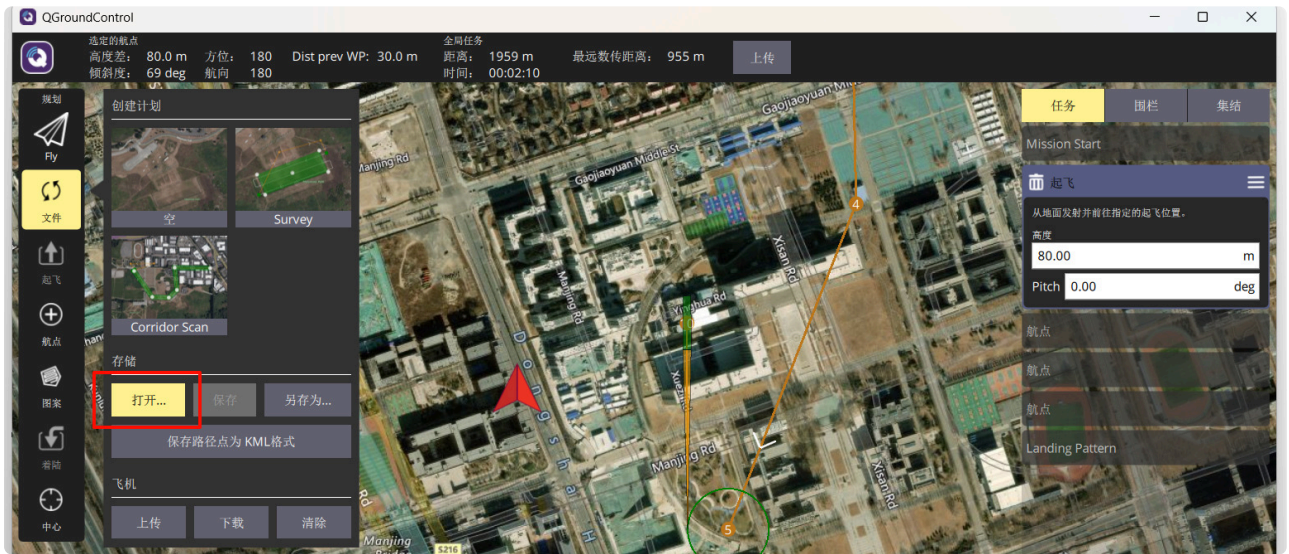 QGroundControl
选定的航点
高度差: 80.0 m 方位: 180 Dist prev WP: 30.0 m
倾斜度: 69 deg 航向 180
全局任务
距离: 1959 m 最远数传距离: 955 m
时间: 00:02:10
上传
规划
Fly
文件
起飞
航点
图案
着陆
中心
创建计划
空
Survey
Corridor Scan
存储
打开...
保存
另存为...
保存路径点为 KML格式
飞机
上传
下载
清除
Manjing Rd
Gaojiaoyuan Middle St
Xisan Rd
Manjing Rd
Yinghua Rd
4
DongshaH
Manjing Rd
Xisan Rd
5
Manjing
S216
任务
围栏
集结
Mission Start
起飞
从地面发射并前往指定的起飞位置。
高度
80.00 m
Pitch 0.00 deg
航点
航点
航点
Landing Pattern